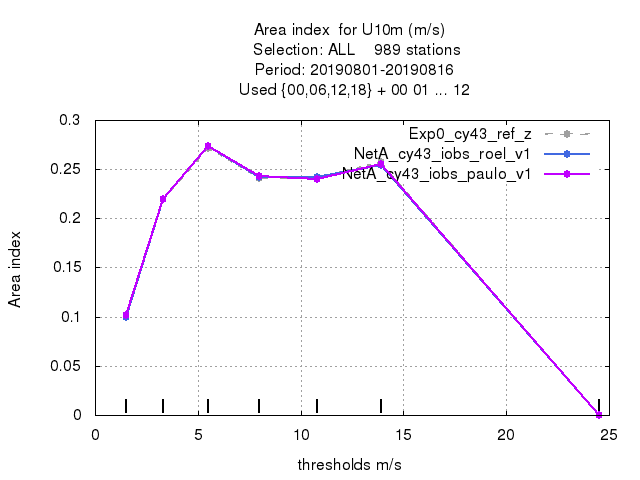 Area index  for U10m (m/s)
Selection: ALL    989 stations
Period: 20190801-20190816
Used {00,06,12,18} + 00 01 ... 12
Exp0_cy43_ref_z
NetA_cy43_iobs_roel_v1
NetA_cy43_iobs_paulo_v1
0.3
0.25
0.2
0.15
0.1
0.05
0
Area index
0 5 10 15 20 25
thresholds m/s